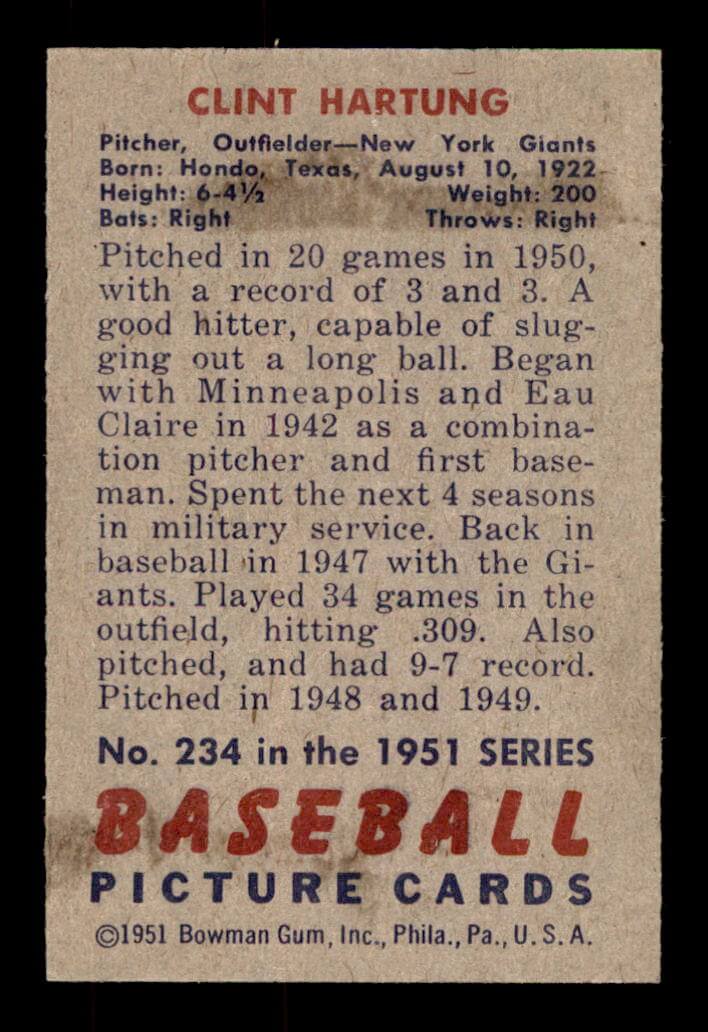 CLINT HARTUNG
Pitcher, Outfielder—New York Giants
Born: Hondo, Texas, August 10, 1922
Height: 6-4½ Weight: 200
Bats: Right Throws: Right
Pitched in 20 games in 1950,
with a record of 3 and 3. A
good hitter, capable of slug-
ging out a long ball. Began
with Minneapolis and Eau
Claire in 1942 as a combina-
tion pitcher and first base-
man. Spent the next 4 seasons
in military service. Back in
baseball in 1947 with the Gi-
ants. Played 34 games in the
outfield, hitting .309. Also
pitched, and had 9-7 record.
Pitched in 1948 and 1949.
No. 234 in the 1951 SERIES
BASEBALL
PICTURE CARDS
©1951 Bowman Gum, Inc., Phila., Pa., U.S.A.